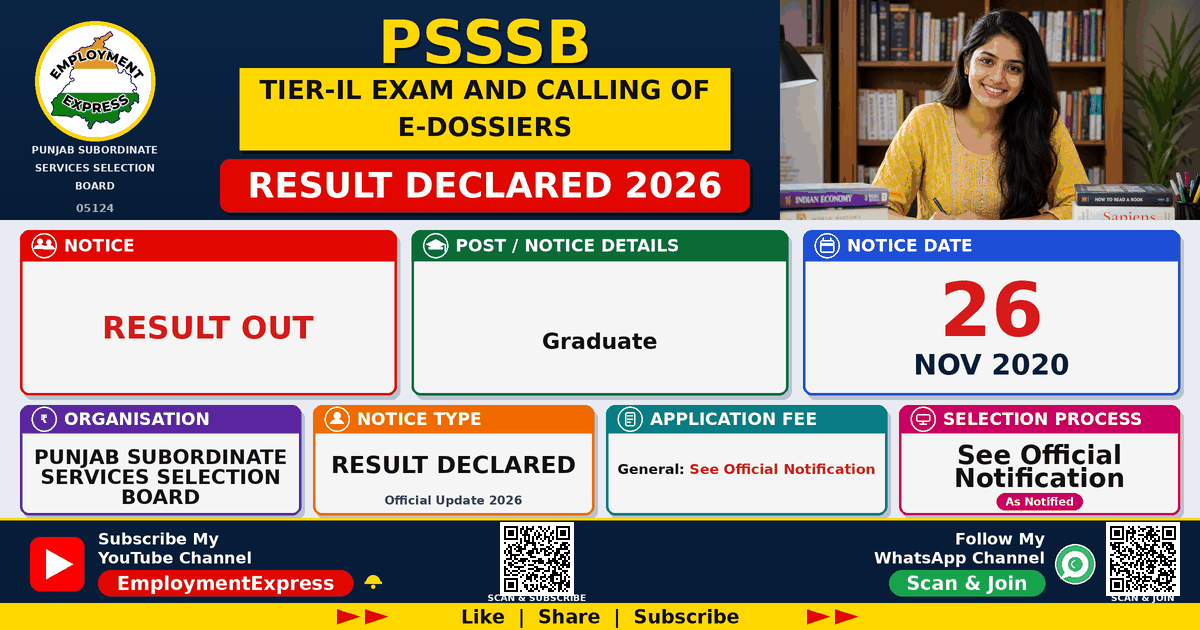 EMPLOYMENT
EXPRESS
PUNJAB SUBORDINATE
SERVICES SELECTION
BOARD
05124
PSSSB
TIER-IL EXAM AND CALLING OF
E-DOSSIERS
RESULT DECLARED 2026
INDIAN ECONOMY
WORLD HISTORY
HOW TO READ A BOOK
Sapiens
NOTICE
RESULT OUT
POST / NOTICE DETAILS
Graduate
NOTICE DATE
26
NOV 2020
ORGANISATION
PUNJAB SUBORDINATE
SERVICES SELECTION
BOARD
NOTICE TYPE
RESULT DECLARED
Official Update 2026
APPLICATION FEE
General: See Official Notification
SELECTION PROCESS
See Official
Notification
As Notified
Subscribe My
YouTube Channel
EmploymentExpress
SCAN & SUBSCRIBE
Follow My
WhatsApp Channel
Scan & Join
SCAN & JOIN
Like | Share | Subscribe